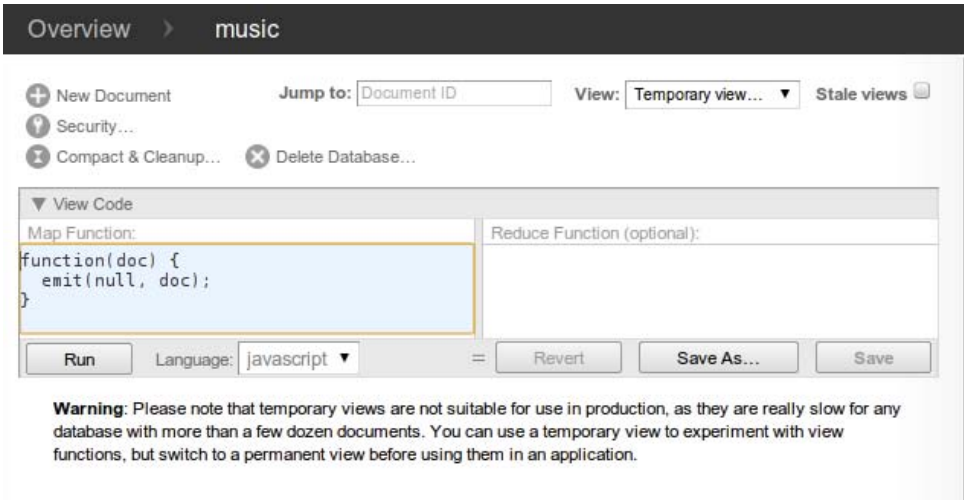 Overview > music
New Document Jump to: Document ID View: Temporary view... ▼ Stale views
Security...
Compact & Cleanup... Delete Database...
▼ View Code
Map Function: Reduce Function (optional):
function(doc) {
  emit(null, doc);
}
Run Language: javascript ▼ = Revert Save As... Save
Warning: Please note that temporary views are not suitable for use in production, as they are really slow for any
database with more than a few dozen documents. You can use a temporary view to experiment with view
functions, but switch to a permanent view before using them in an application.